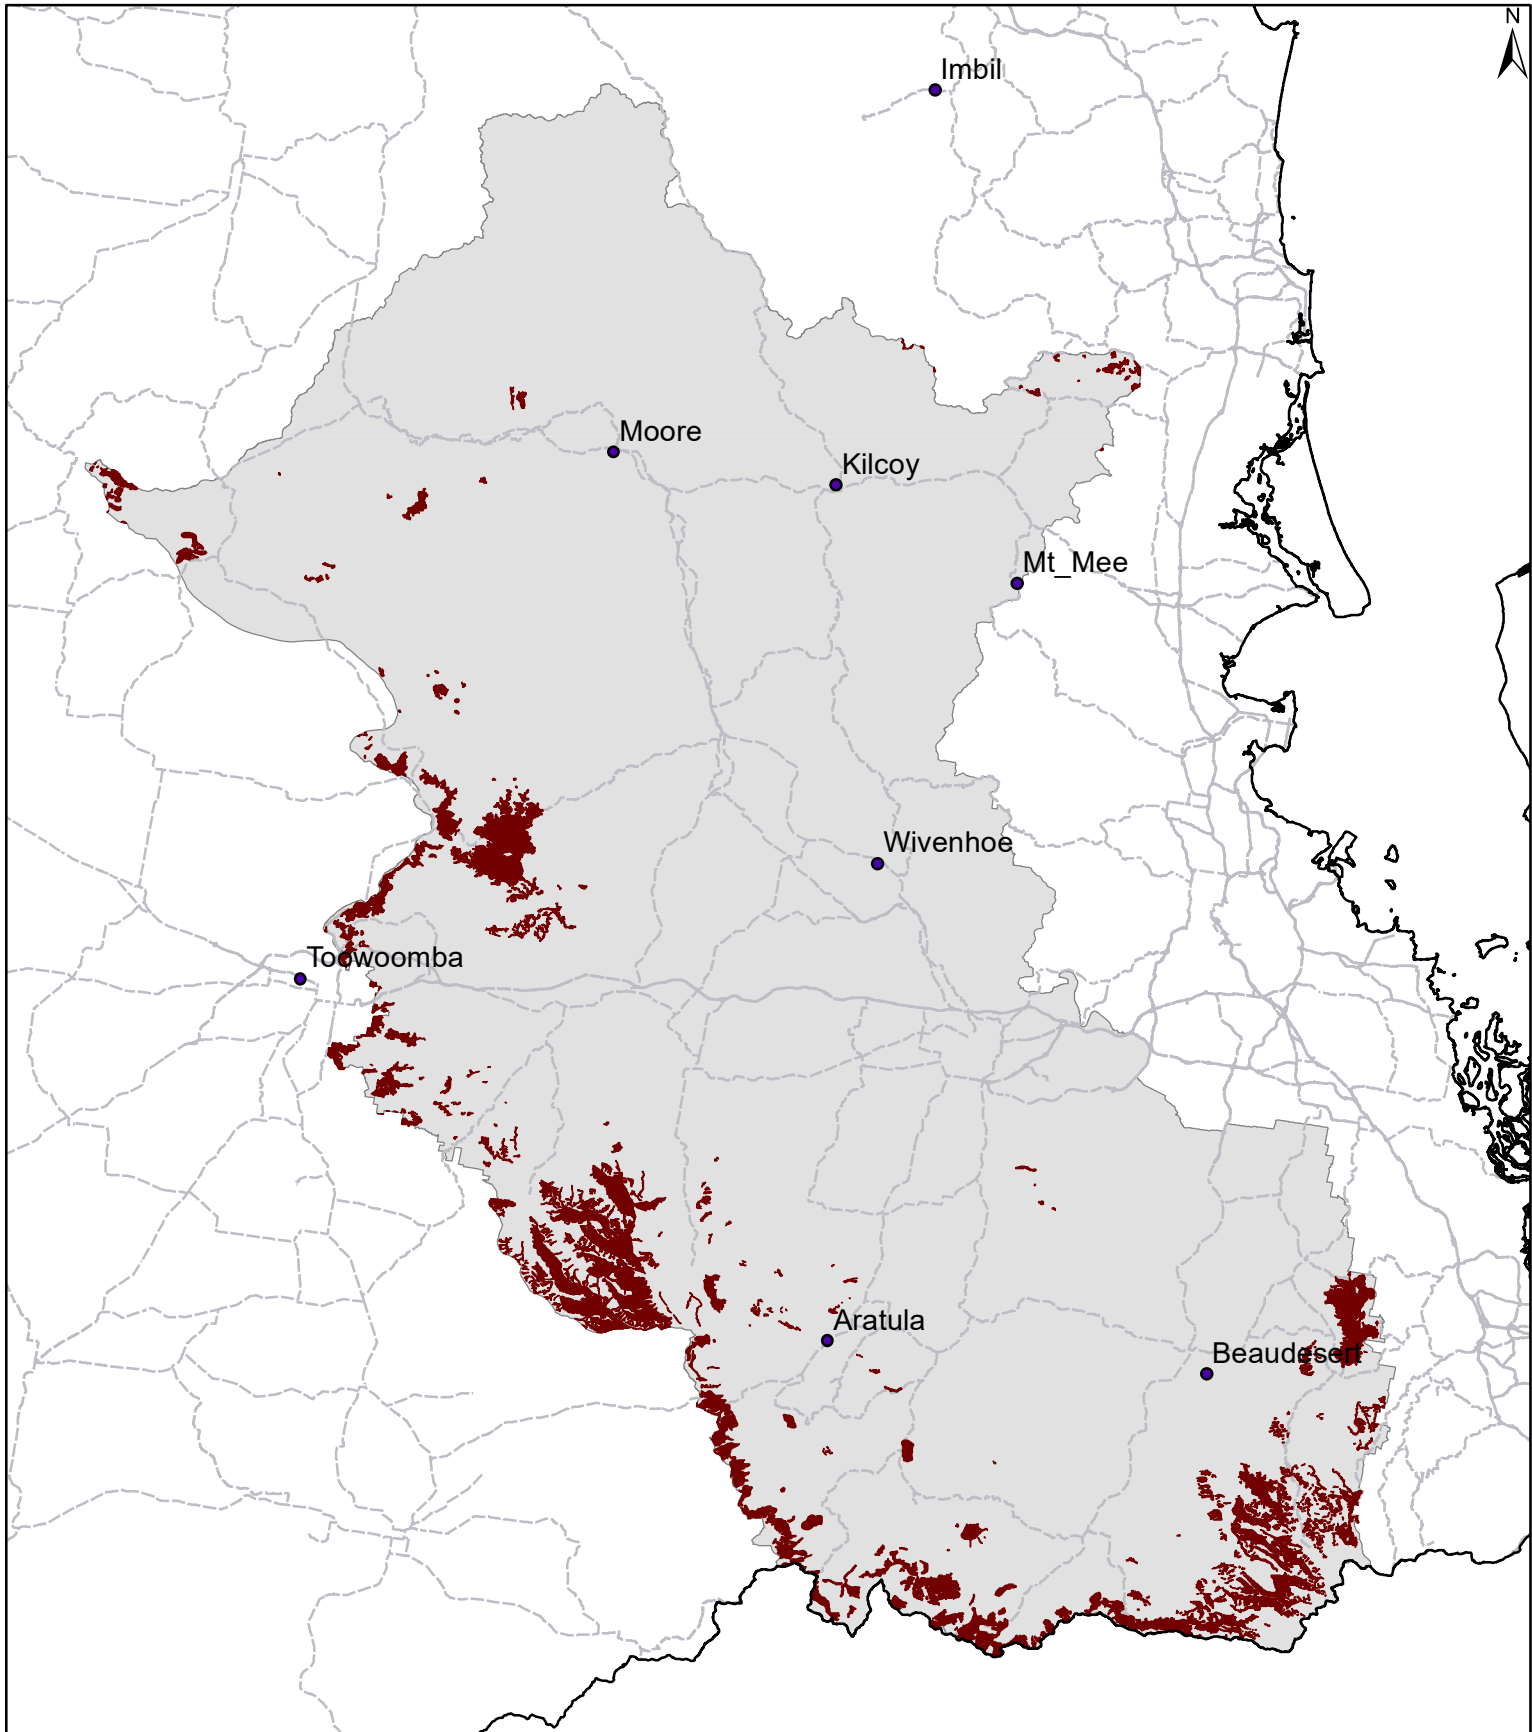 N
Imbil
Moore
Kilcoy
Mt_Mee
Wivenhoe
Toowoomba
Aratula
Beaudesert